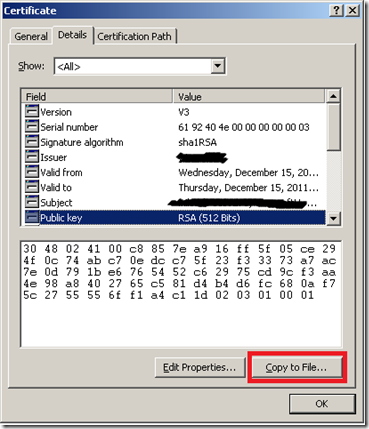 Certificate
General Details Certification Path
Show: <All>
Field Value
Version V3
Serial number 61 92 40 4e 00 00 00 00 00 03
Signature algorithm sha1RSA
Issuer
Valid from Wednesday, December 15, 20...
Valid to Thursday, December 15, 2011...
Subject
Public key RSA (512 Bits)
30 48 02 41 00 c8 85 7e a9 16 ff 5f 05 ce 29
4f 0c 74 ab c7 0e dc c7 5f 23 f3 33 73 a7 ac
7e 0d 79 1b e6 76 54 52 c6 29 75 cd 9c f3 aa
4e 98 a8 40 27 65 c5 81 d4 b4 d6 fc 68 0a f7
5c 27 55 55 6f f1 a4 c1 1d 02 03 01 00 01
Edit Properties... Copy to File...
OK